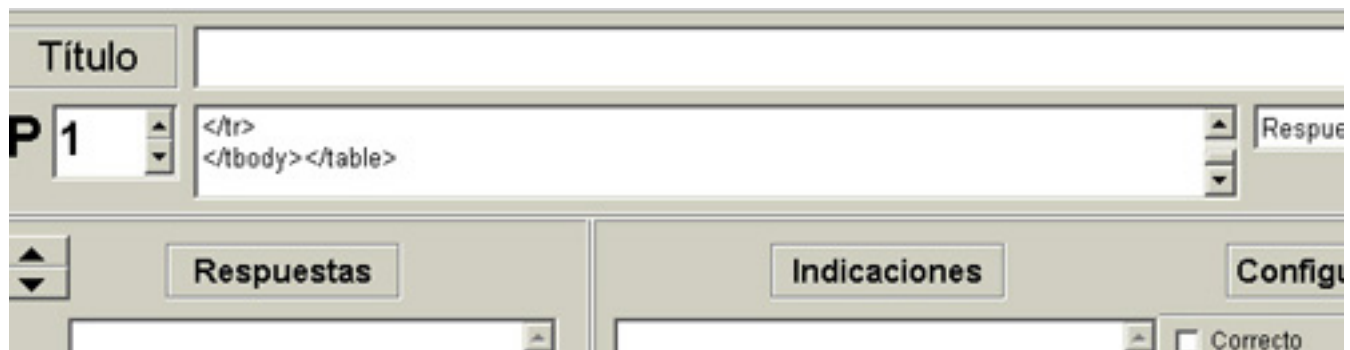 Título
P 1
</tr>
</tbody></table>
Respue
Respuestas
Indicaciones
Configu
Correcto